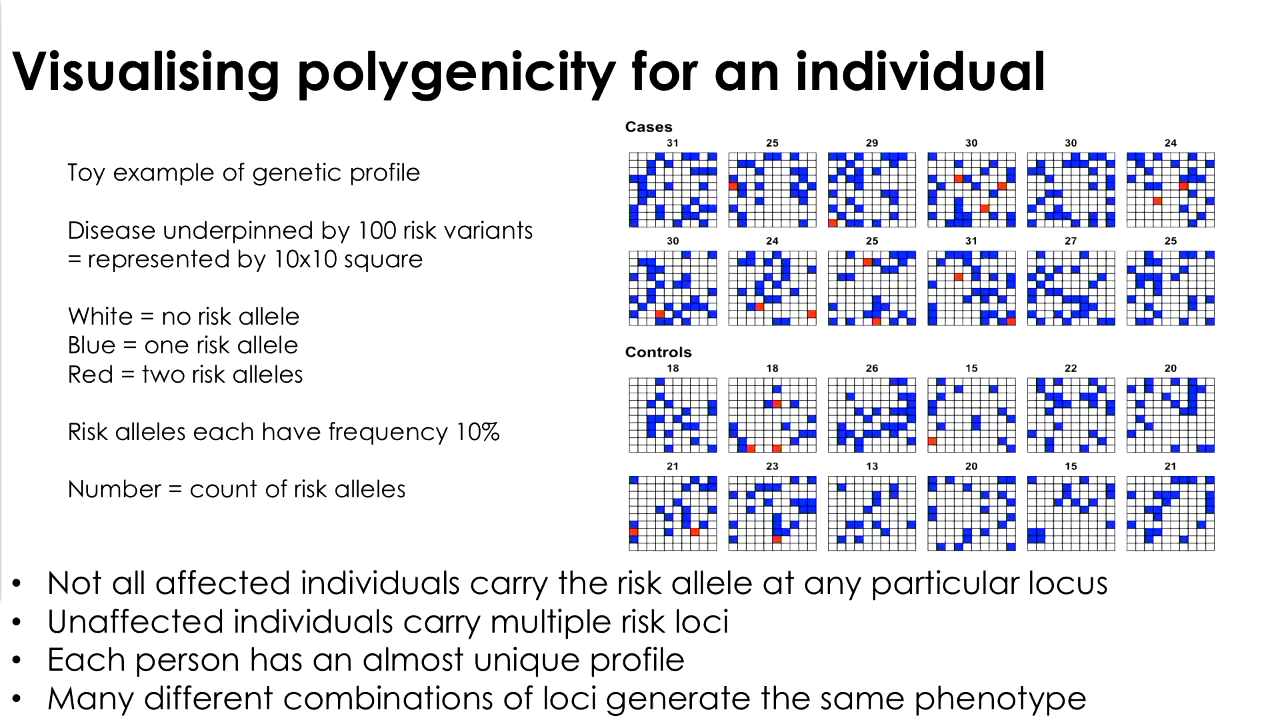 Visualising polygenicity for an individual
Toy example of genetic profile
Disease underpinned by 100 risk variants
= represented by 10x10 square
White = no risk allele
Blue = one risk allele
Red = two risk alleles
Risk alleles each have frequency 10%
Number = count of risk alleles
Cases
31 25 29 30 30 24
30 24 25 31 27 25
Controls
18 18 26 15 22 20
21 23 13 20 15 21
• Not all affected individuals carry the risk allele at any particular locus
• Unaffected individuals carry multiple risk loci
• Each person has an almost unique profile
• Many different combinations of loci generate the same phenotype